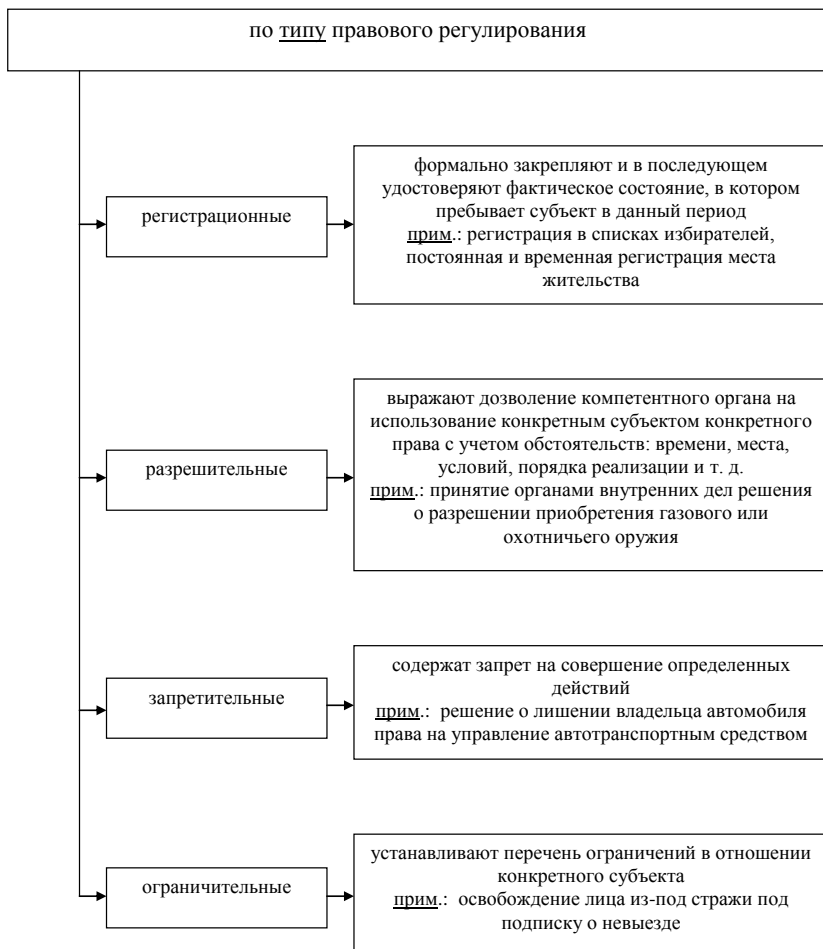 по типу правового регулирования
регистрационные
формально закрепляют и в последующем
удостоверяют фактическое состояние, в котором
пребывает субъект в данный период
прим.: регистрация в списках избирателей,
постоянная и временная регистрация места
жительства
разрешительные
выражают дозволение компетентного органа на
использование конкретным субъектом конкретного
права с учетом обстоятельств: времени, места,
условий, порядка реализации и т. д.
прим.: принятие органами внутренних дел решения
о разрешении приобретения газового или
охотничьего оружия
запретительные
содержат запрет на совершение определенных
действий
прим.: решение о лишении владельца автомобиля
права на управление автотранспортным средством
ограничительные
устанавливают перечень ограничений в отношении
конкретного субъекта
прим.: освобождение лица из-под стражи под
подписку о невыезде